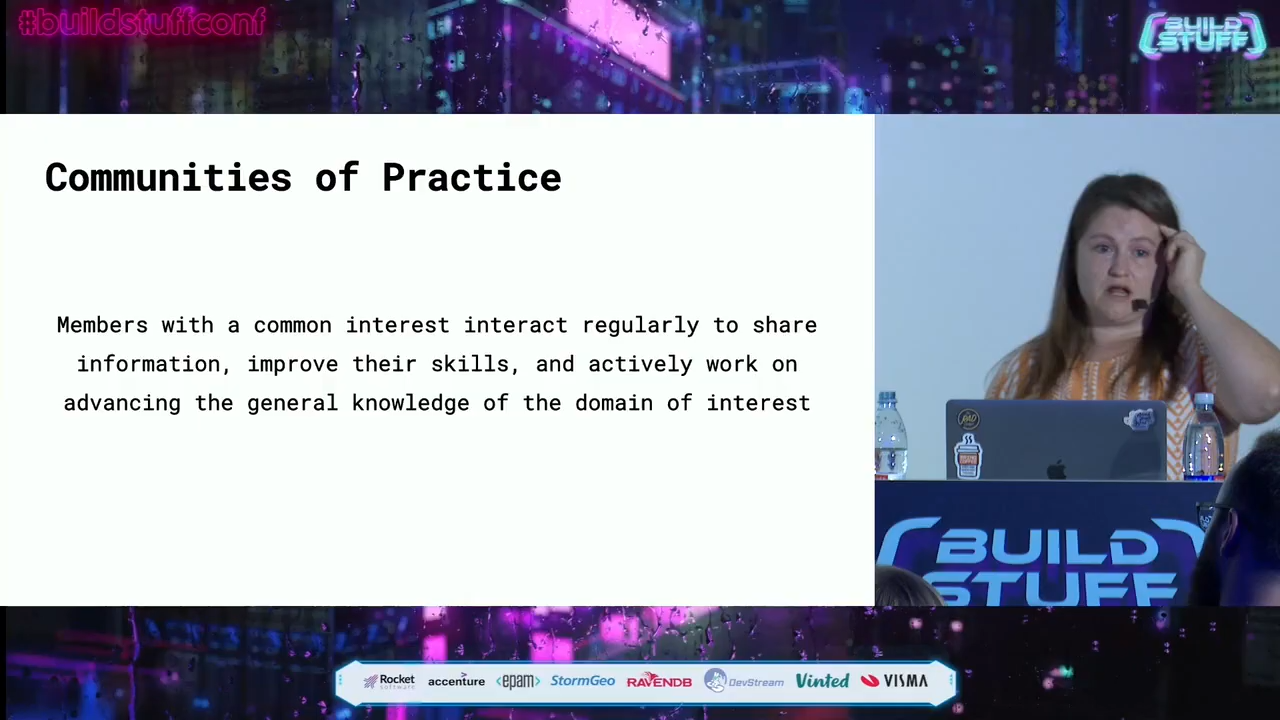 #buildstuffconf
BUILD
STUFF
Communities of Practice
Members with a common interest interact regularly to share
information, improve their skills, and actively work on
advancing the general knowledge of the domain of interest
BUILD
STUFF
Rocket
software
accenture
<epam>
StormGeo
RAVENDB
DevStream
Vinted
VISMA